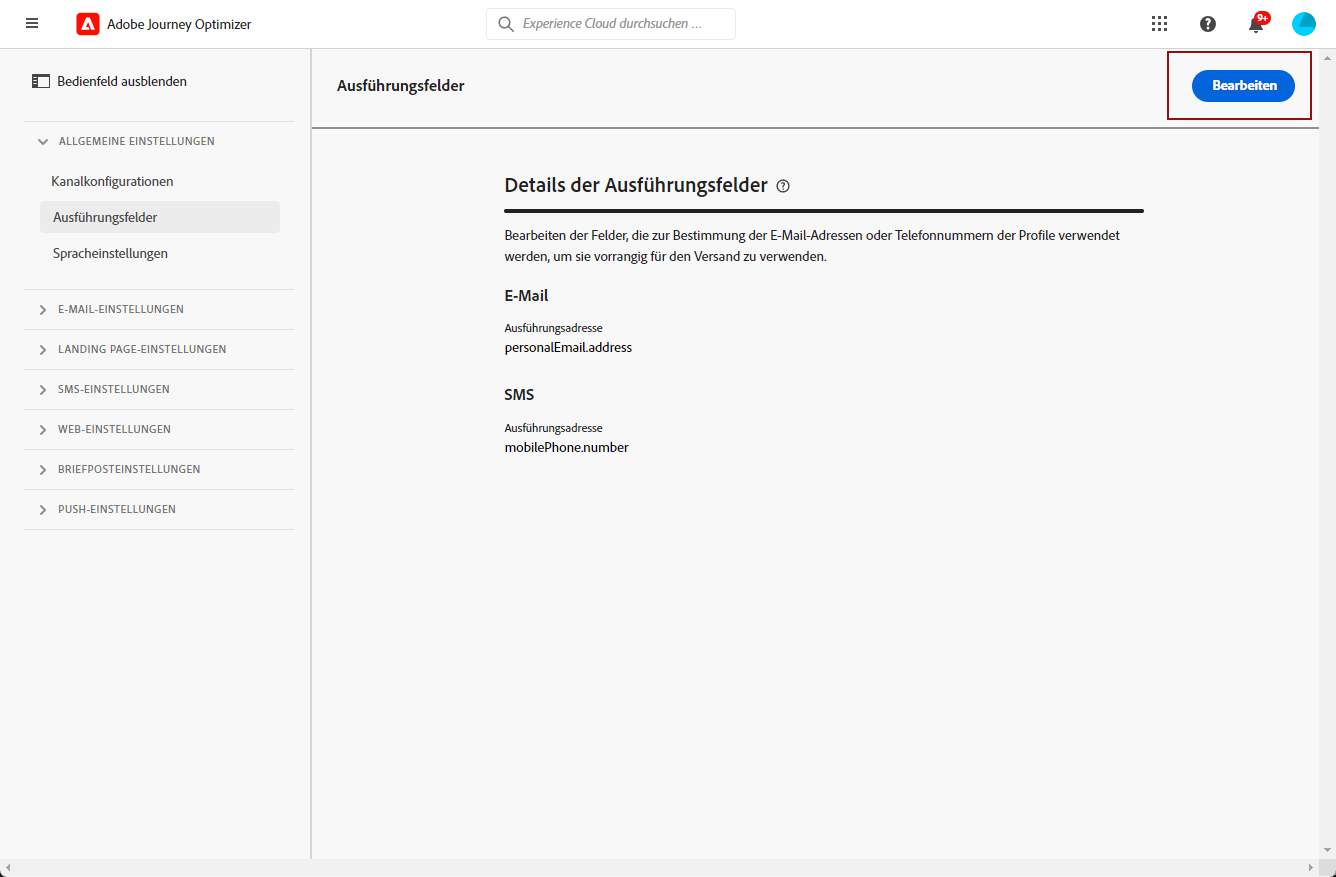 Adobe Journey Optimizer
Experience Cloud durchsuchen ...
9+
Bedienfeld ausblenden
ALLGEMEINE EINSTELLUNGEN
Kanalkonfigurationen
Ausführungsfelder
Spracheinstellungen
E-MAIL-EINSTELLUNGEN
LANDING PAGE-EINSTELLUNGEN
SMS-EINSTELLUNGEN
WEB-EINSTELLUNGEN
BRIEFPOSTEINSTELLUNGEN
PUSH-EINSTELLUNGEN
Ausführungsfelder
Bearbeiten
Details der Ausführungsfelder
Bearbeiten der Felder, die zur Bestimmung der E-Mail-Adressen oder Telefonnummern der Profile verwendet
werden, um sie vorrangig für den Versand zu verwenden.
E-Mail
Ausführungsadresse
personalEmail.address
SMS
Ausführungsadresse
mobilePhone.number